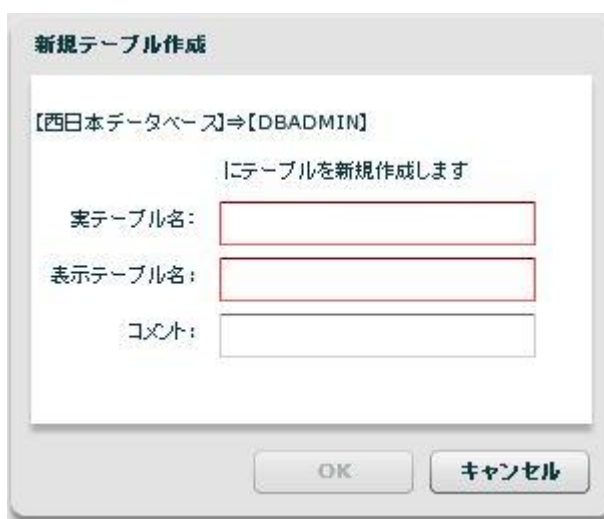 新規テーブル作成
【西日本データベース】⇒【DBADMIN】
にテーブルを新規作成します
実テーブル名:
表示テーブル名:
コメント:
OK キャンセル